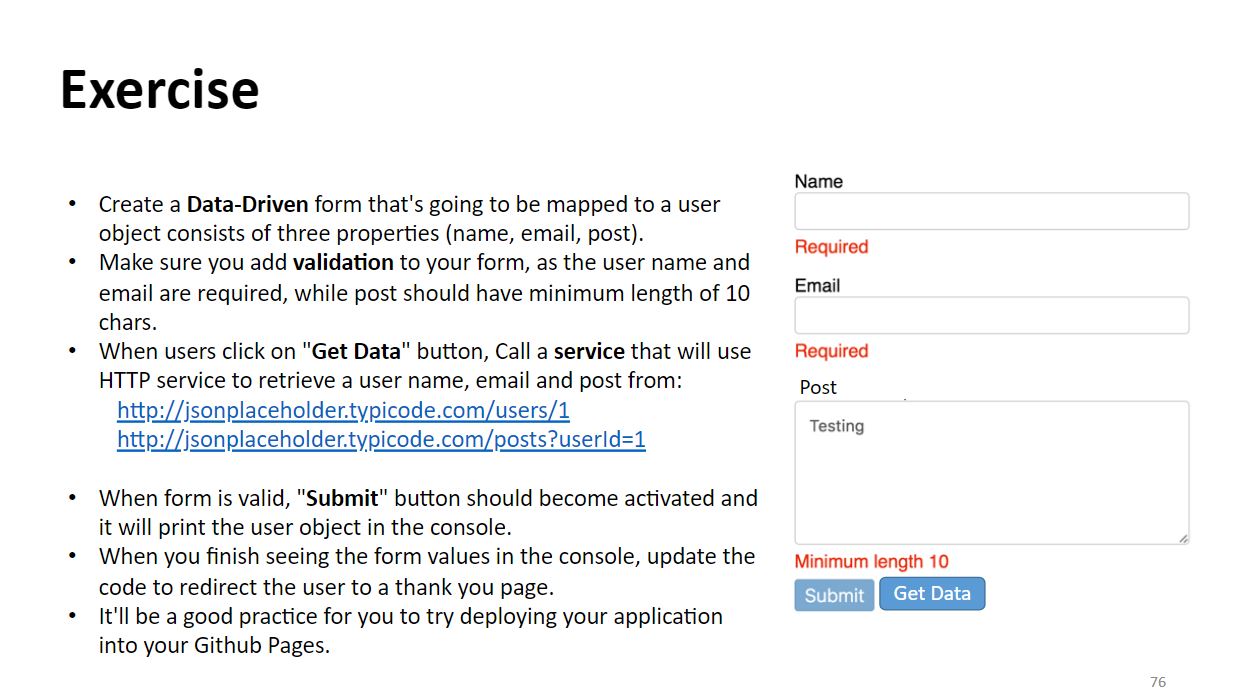 Exercise
• Create a Data-Driven form that's going to be mapped to a user
object consists of three properties (name, email, post).
• Make sure you add validation to your form, as the user name and
email are required, while post should have minimum length of 10
chars.
• When users click on "Get Data" button, Call a service that will use
HTTP service to retrieve a user name, email and post from:
http://jsonplaceholder.typicode.com/users/1
http://jsonplaceholder.typicode.com/posts?userId=1
• When form is valid, "Submit" button should become activated and
it will print the user object in the console.
• When you finish seeing the form values in the console, update the
code to redirect the user to a thank you page.
• It'll be a good practice for you to try deploying your application
into your Github Pages.
Name
Required
Email
Required
Post
Testing
Minimum length 10
Submit Get Data
76